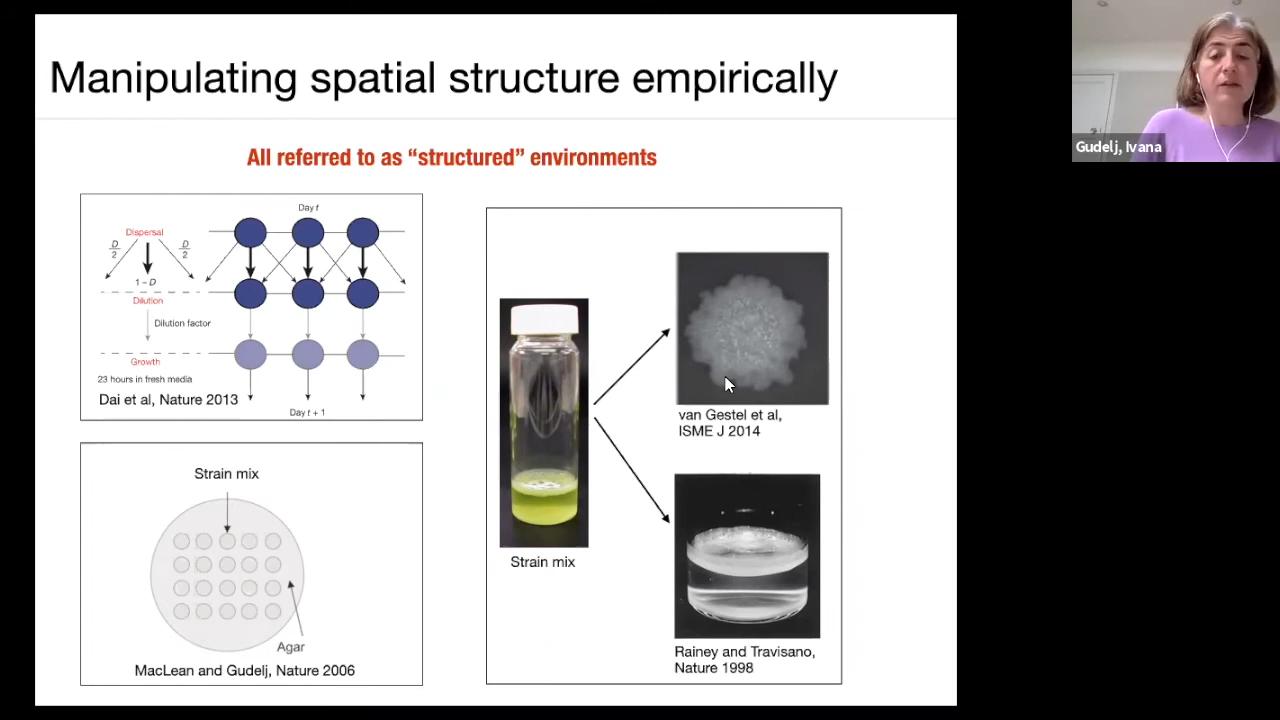 Manipulating spatial structure empirically
All referred to as “structured” environments
Day t
Dispersal
D
2
D
2
1 – D
Dilution
Dilution factor
Growth
23 hours in fresh media
Dai et al, Nature 2013
Day t + 1
Strain mix
Agar
MacLean and Gudelj, Nature 2006
Strain mix
van Gestel et al,
ISME J 2014
Rainey and Travisano,
Nature 1998
Gudelj, Ivana